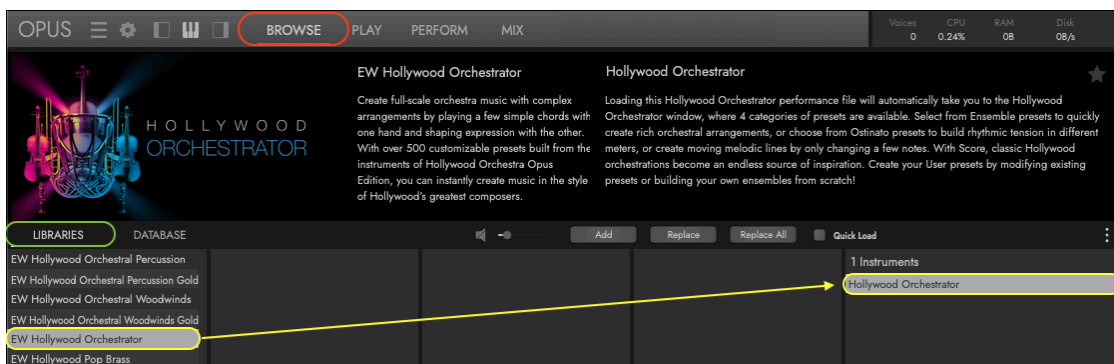 OPUS
BROWSE
PLAY
PERFORM
MIX
Voices
CPU
RAM
Disk
0
0.24%
0B
0B/s
HOLLYWOOD
ORCHESTRATOR
EW Hollywood Orchestrator
Create full-scale orchestra music with complex
arrangements by playing a few simple chords with
one hand and shaping expression with the other.
With over 500 customizable presets built from the
instruments of Hollywood Orchestra Opus
Edition, you can instantly create music in the style
of Hollywood's greatest composers.
Hollywood Orchestrator
Loading this Hollywood Orchestrator performance file will automatically take you to the Hollywood
Orchestrator window, where 4 categories of presets are available. Select from Ensemble presets to quickly
create rich orchestral arrangements, or choose from Ostinato presets to build rhythmic tension in different
meters, or create moving melodic lines by only changing a few notes. With Score, classic Hollywood
orchestrations become an endless source of inspiration. Create your User presets by modifying existing
presets or building your own ensembles from scratch!
LIBRARIES
DATABASE
Add
Replace
Replace All
Quick Load
EW Hollywood Orchestral Percussion
EW Hollywood Orchestral Percussion Gold
EW Hollywood Orchestral Woodwinds
EW Hollywood Orchestral Woodwinds Gold
EW Hollywood Orchestrator
EW Hollywood Pop Brass
1 Instruments
Hollywood Orchestrator